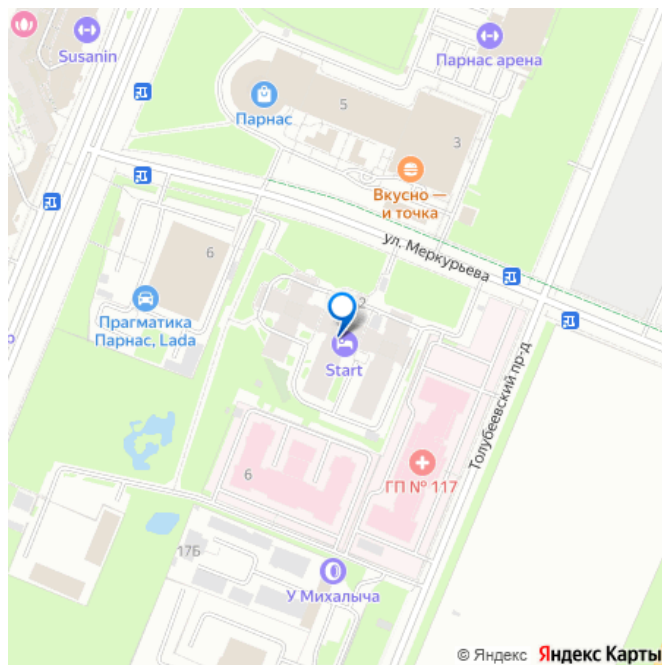 Susanin
Парнас арена
Парнас
5
3
Вкусно —
и точка
6
ул. Меркурьева
2
Прагматика
Парнас, Lada
Start
Толубеевский пр-д
6
ГП № 117
17Б
У Михалыча
© Яндекс Яндекс Карты